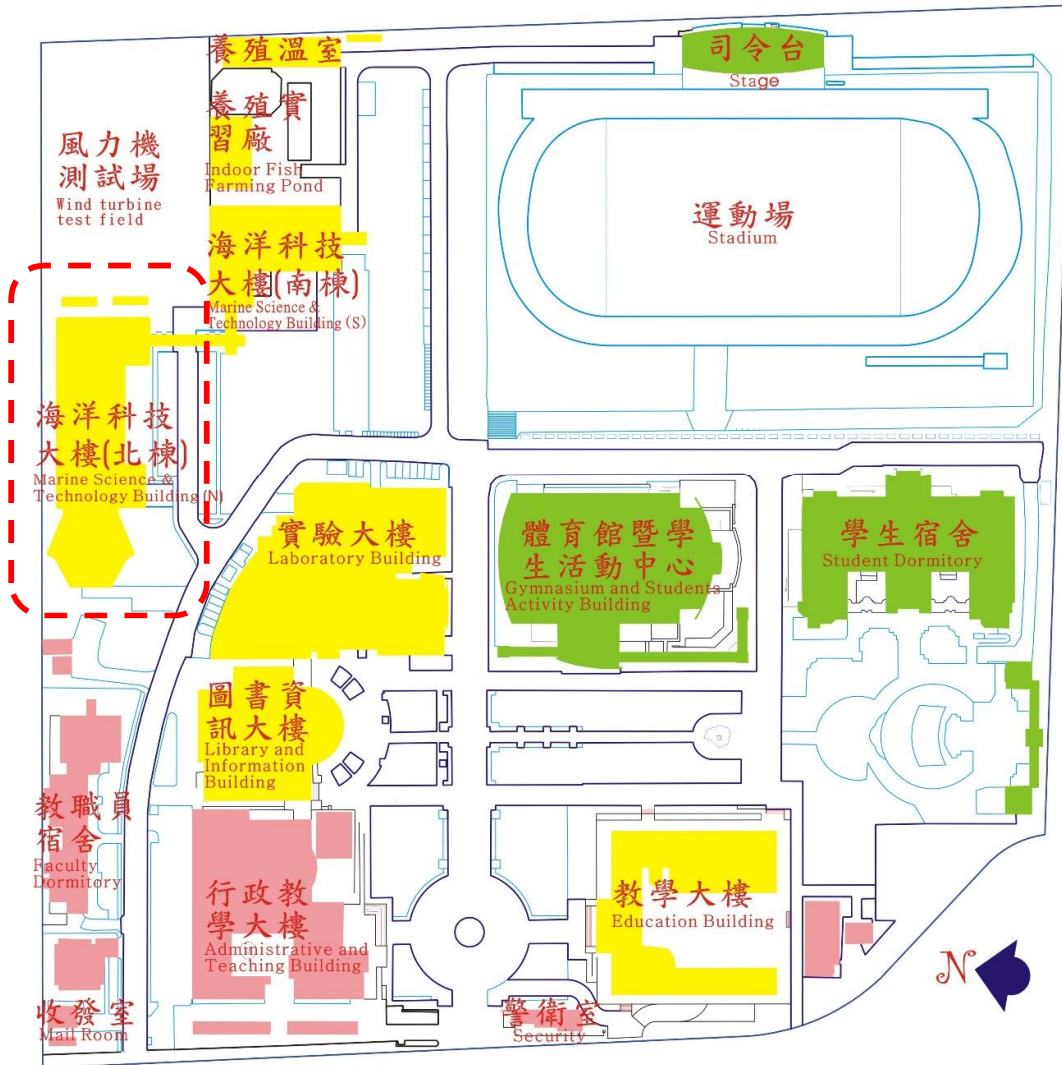 養殖溫室
養殖實
習廠
Indoor Fish
Farming Pond
司令台
Stage
風力機
測試場
Wind turbine
test field
運動場
Stadium
海洋科技
大樓(南棟)
Marine Science &
Technology Building (S)
海洋科技
大樓(北棟)
Marine Science &
Technology Building (N)
實驗大樓
Laboratory Building
體育館暨學
生活動中心
Gymnasium and Students
Activity Building
學生宿舍
Student Dormitory
圖書資
訊大樓
Library and
Information
Building
教職員
宿舍
Faculty
Dormitory
行政教
學大樓
Administrative and
Teaching Building
教學大樓
Education Building
N
收發室
Mail Room
警衛室
Security